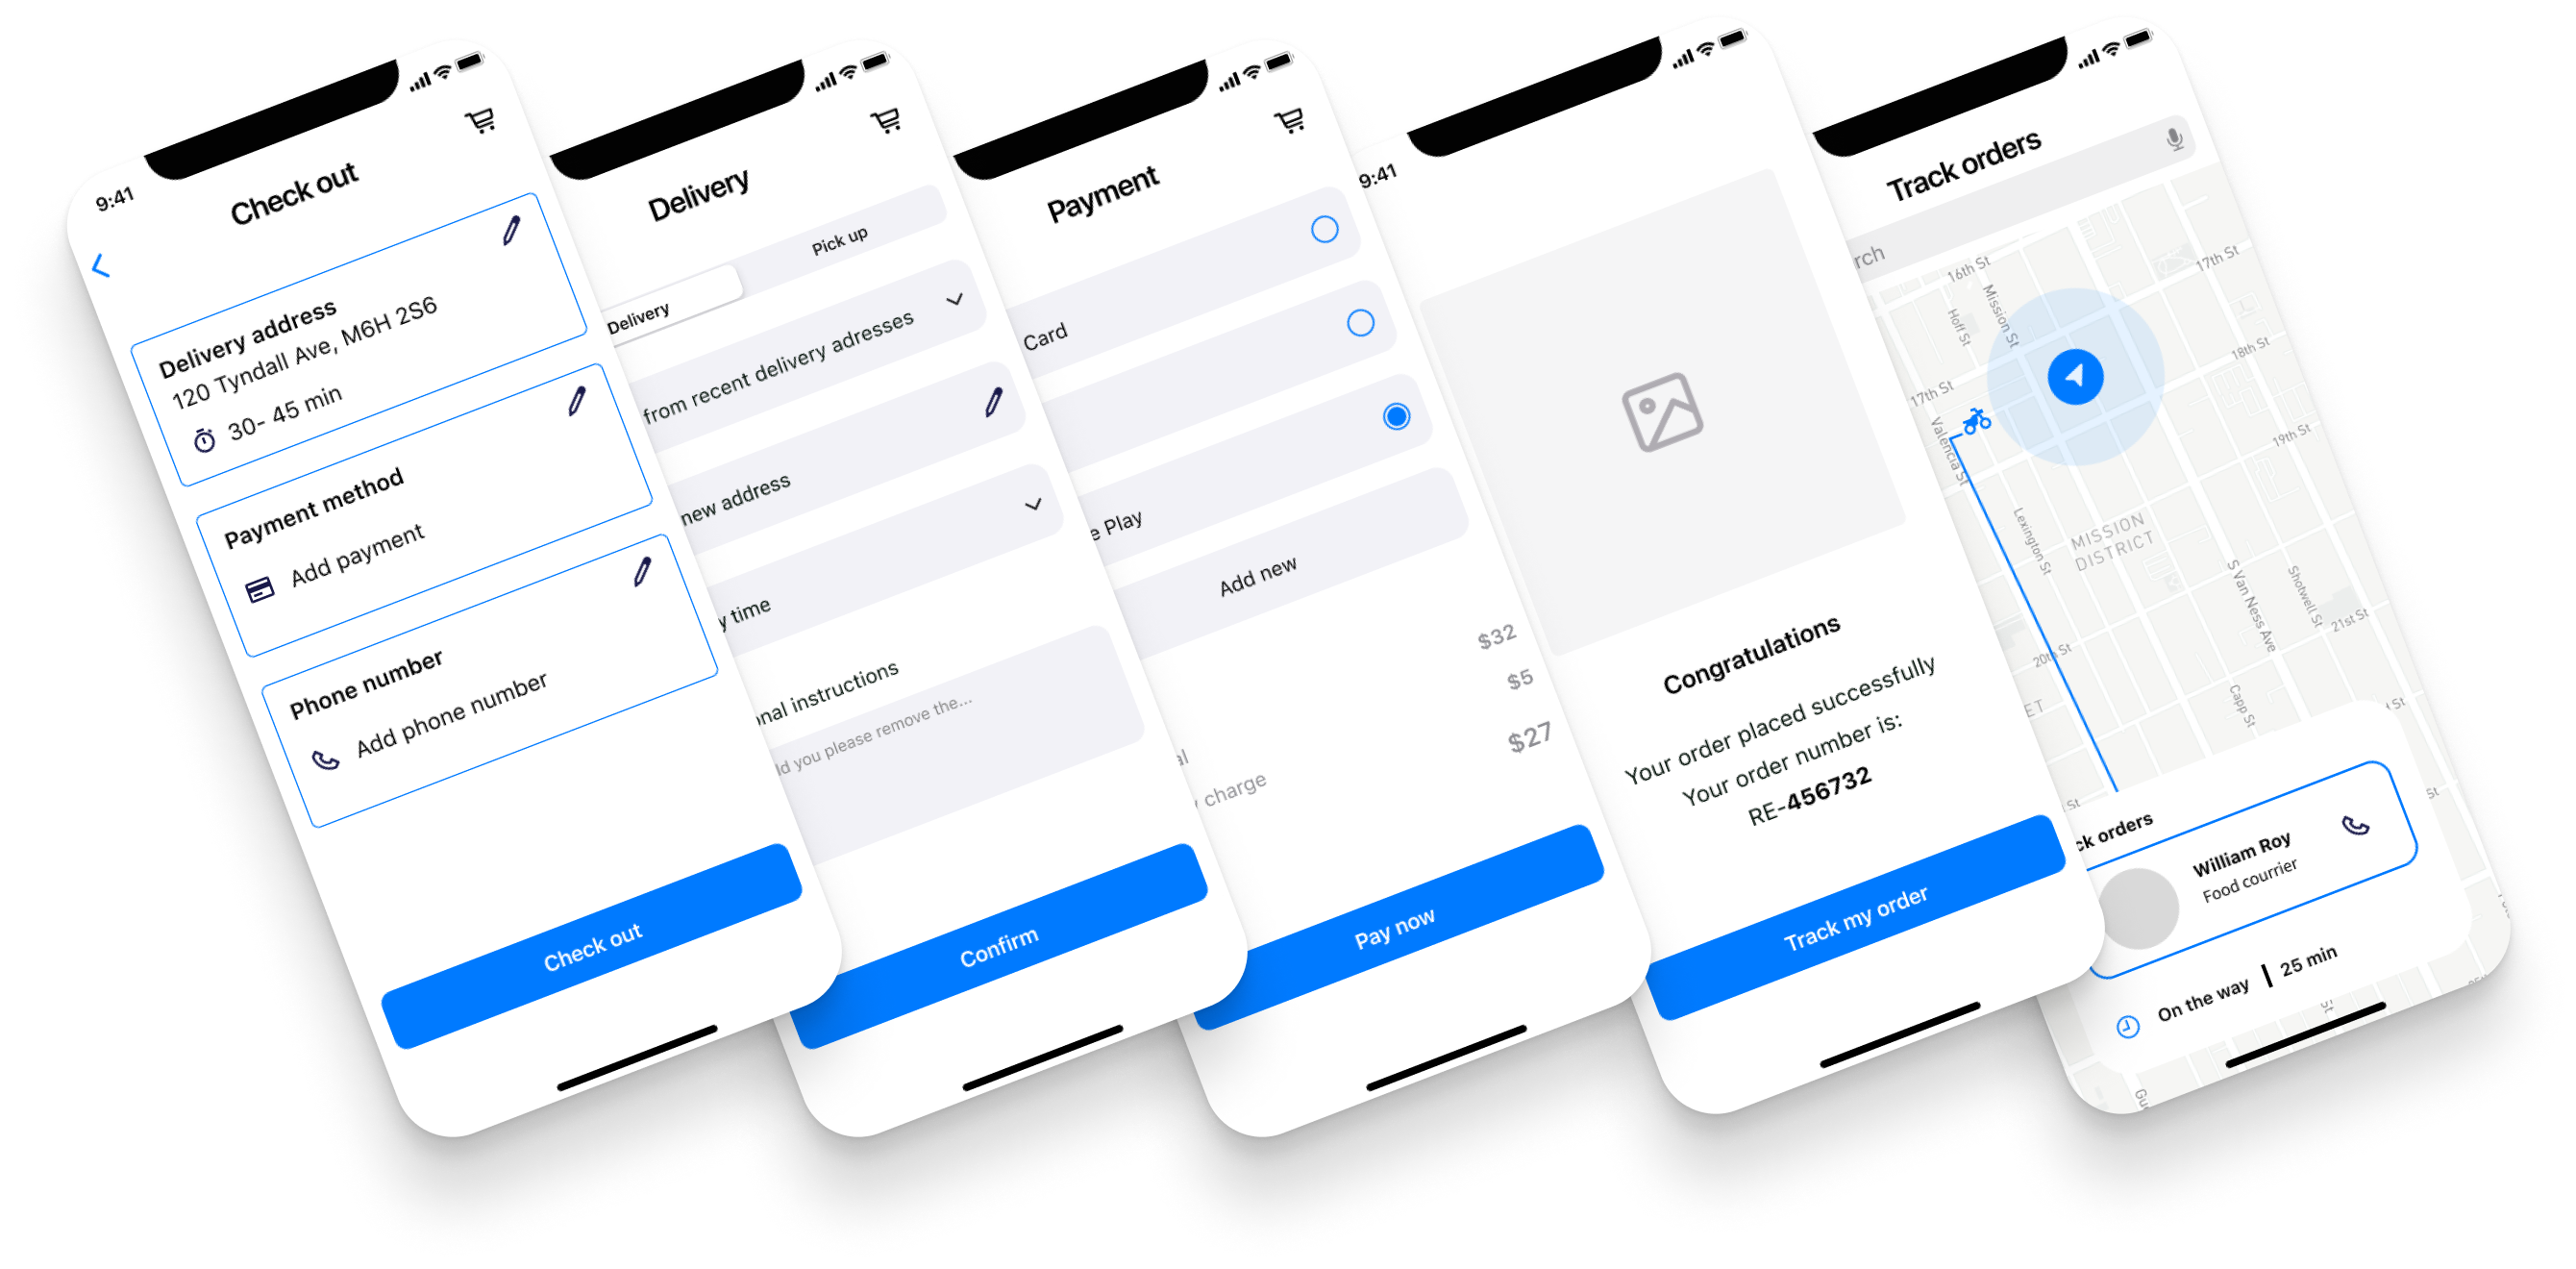 9:41
Check out
Delivery address
120 Tyndall Ave, M6H 2S6
30- 45 min
Payment method
Add payment
Phone number
Add phone number
Check out
Delivery
Delivery
Pick up
from recent delivery adresses
new address
y time
onal instructions
ld you please remove the...
Confirm
Payment
Card
e Play
Add new
$32
$5
al
$27
charge
Pay now
9:41
Congratulations
Your order placed successfully
Your order number is:
RE-456732
Track my order
Track orders
rch
16th St
17th St
Mission St
Hoff St
18th St
17th St
Valencia St
19th St
Lexington St
MISSION
DISTRICT
S Van Ness Ave
Shotwell St
21st St
20th St
Capp St
ET
St
St
St
ck orders
William Roy
Food courrier
On the way | 25 min
St